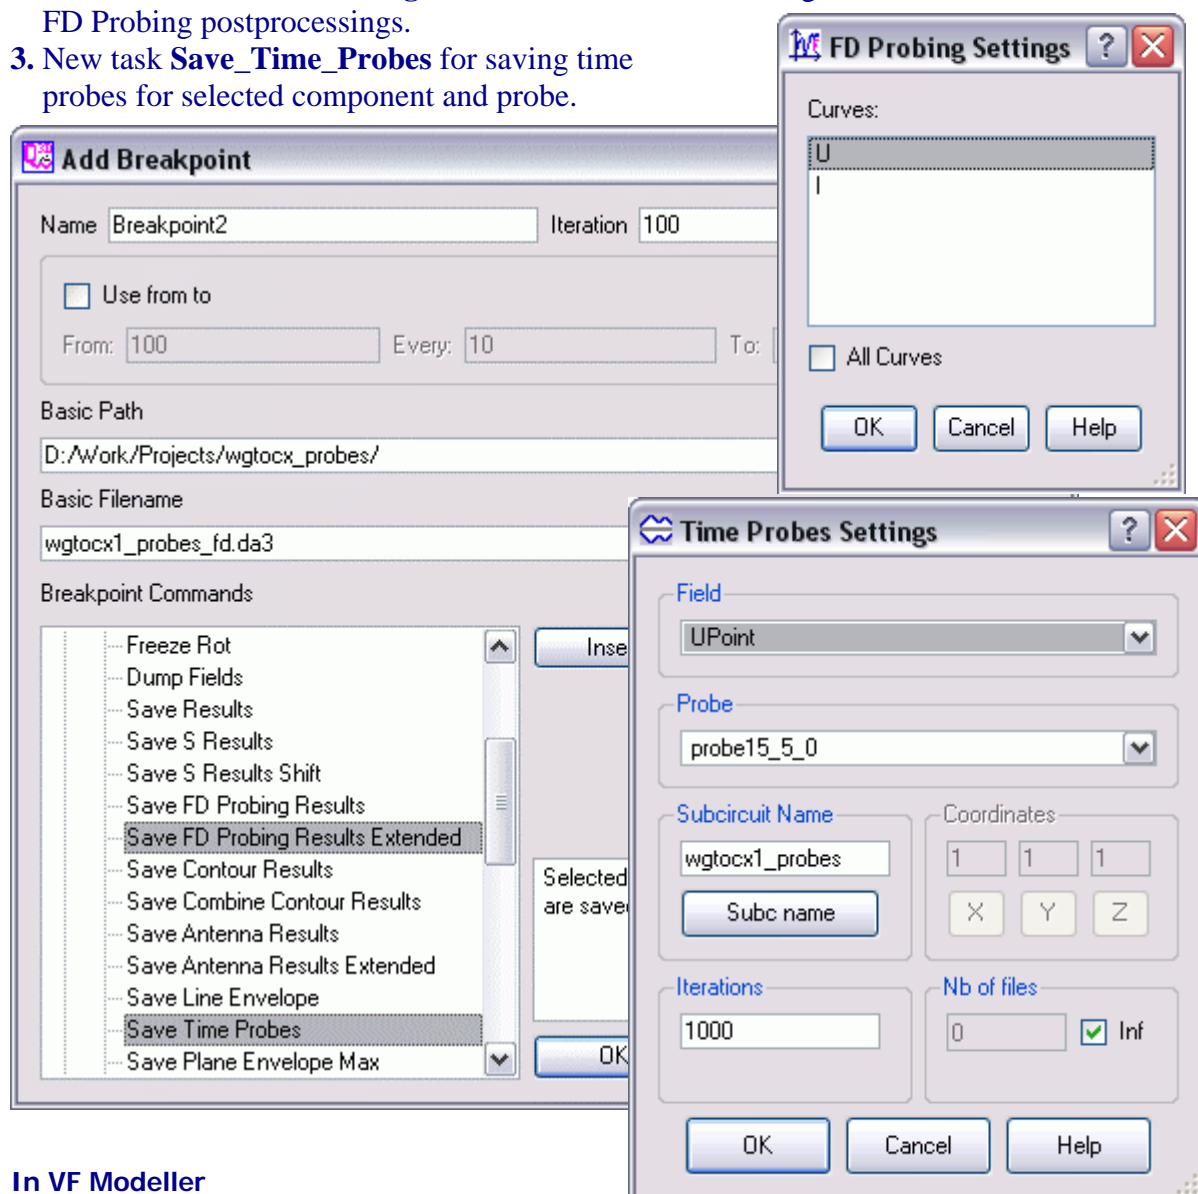 FD Probing postprocessings.
3. New task Save_Time_Probes for saving time
probes for selected component and probe.
FD Probing Settings
Curves:
U
I
All Curves
OK Cancel Help
Add Breakpoint
Name Breakpoint2 Iteration 100
Use from to
From: 100 Every: 10 To:
Basic Path
D:/Work/Projects/wgtocx_probes/
Basic Filename
wgtocx1_probes_fd.da3
Breakpoint Commands
Freeze Rot
Dump Fields
Save Results
Save S Results
Save S Results Shift
Save FD Probing Results
Save FD Probing Results Extended
Save Contour Results
Save Combine Contour Results
Save Antenna Results
Save Antenna Results Extended
Save Line Envelope
Save Time Probes
Save Plane Envelope Max
Inse
Selected
are save
OK
Time Probes Settings
Field
UPoint
Probe
probe15_5_0
Subcircuit Name
wgtocx1_probes
Subc name
Coordinates
1 1 1
X Y Z
Iterations
1000
Nb of files
0 Inf
OK Cancel Help
In VF Modeller